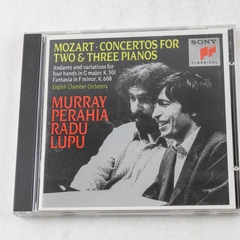 MOZART · CONCERTOS FOR
TWO & THREE PIANOS
Andante and variations for
four hands in G major, K. 501
Fantasia in F minor, K. 608
English Chamber Orchestra
MURRAY
PERAHIA
RADU
LUPU
SONY
CLASSICAL